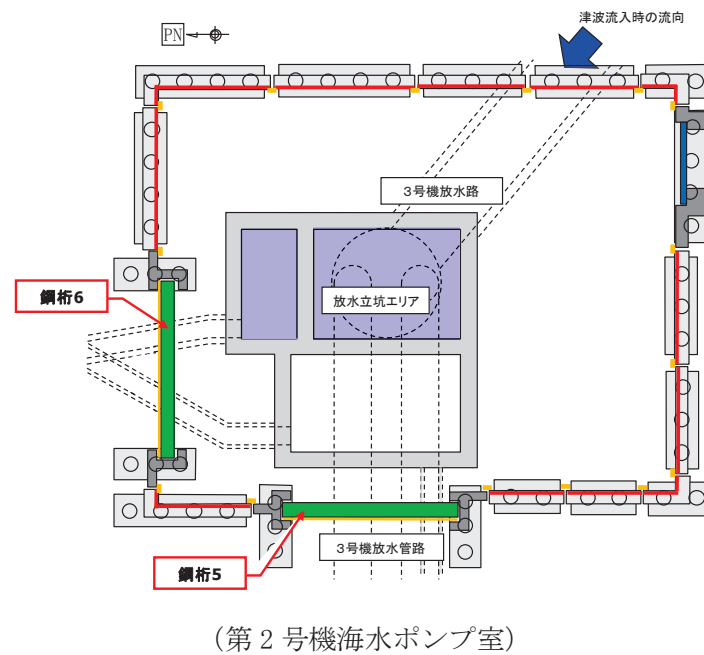 津波流入時の流向
PN
3号機放水路
鋼桁6
放水立坑エリア
3号機放水管路
鋼桁5
(第2号機海水ポンプ室)